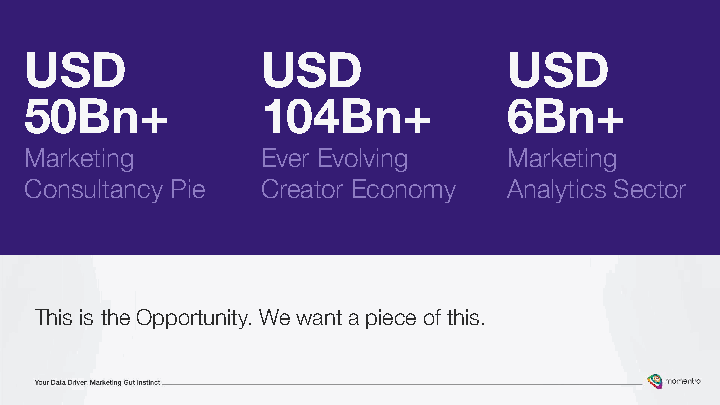 USD
50Bn+
Marketing
Consultancy Pie
USD
104Bn+
Ever Evolving
Creator Economy
USD
6Bn+
Marketing
Analytics Sector
This is the Opportunity. We want a piece of this.
Your Data Driven Marketing Gut Instinct
momentro